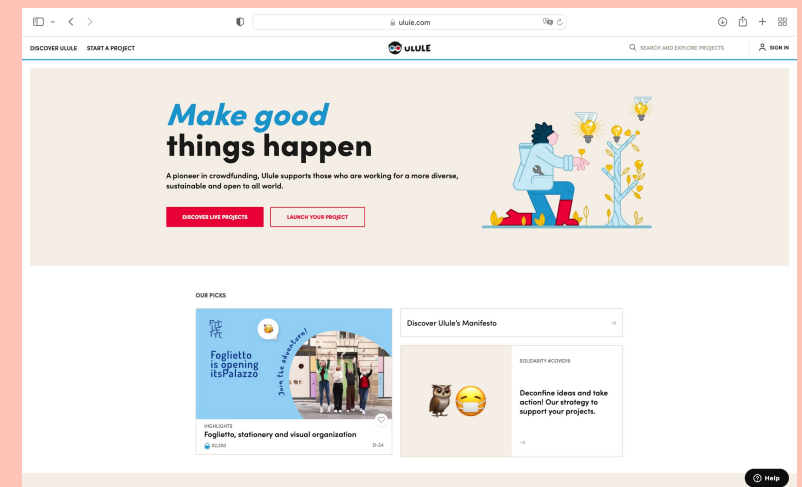 ulule.com
DISCOVER ULULE START A PROJECT
ULULE
SEARCH AND EXPLORE PROJECTS
SIGN IN
Make good
things happen
A pioneer in crowdfunding, Ulule supports those who are working for a more diverse,
sustainable and open to all world.
DISCOVER LIVE PROJECTS
LAUNCH YOUR PROJECT
OUR PICKS
Foglietto
is opening
itsPalazzo
Join the adventure!
HIGHLIGHTS
Foglietto, stationery and visual organization
$2,250
D-24
Discover Ulule's Manifesto
SOLIDARITY #COVID19
Deconfine ideas and take
action! Our strategy to
support your projects.
Help